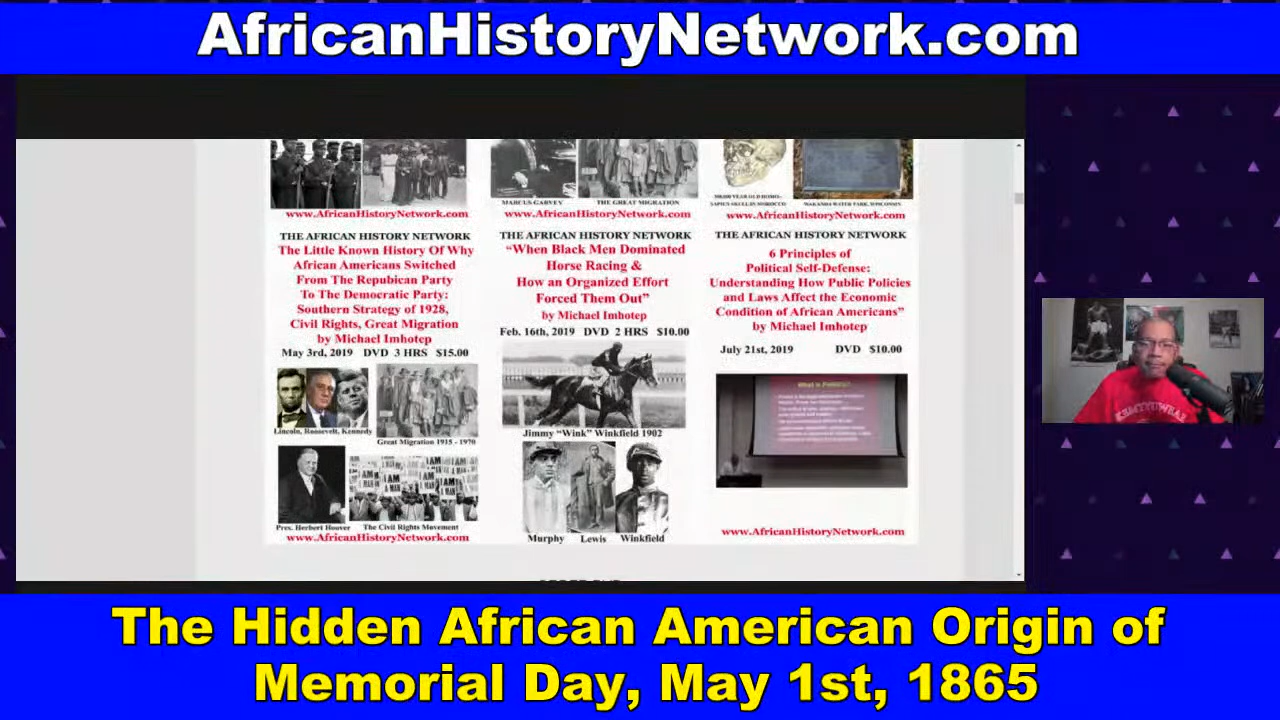 AfricanHistoryNetwork.com
MARCUS GARVEY
THE GREAT MIGRATION
www.AfricanHistoryNetwork.com
www.AfricanHistoryNetwork.com
www.AfricanHistoryNetwork.com
THE AFRICAN HISTORY NETWORK
The Little Known History Of Why
African Americans Switched
From The Repubican Party
To The Democratic Party:
Southern Strategy of 1928,
Civil Rights, Great Migration
by Michael Imhotep
May 3rd, 2019 DVD 3 HRS $15.00
Lincoln, Roosevelt, Kennedy
Great Migration 1915 - 1970
Pres. Herbert Hoover
The Civil Rights Movement
www.AfricanHistoryNetwork.com
THE AFRICAN HISTORY NETWORK
“When Black Men Dominated
Horse Racing &
How an Organized Effort
Forced Them Out”
by Michael Imhotep
Feb. 16th, 2019 DVD 2 HRS $10.00
Jimmy “Wink” Winkfield 1902
Murphy Lewis Winkfield
THE AFRICAN HISTORY NETWORK
6 Principles of
Political Self-Defense:
Understanding How Public Policies
and Laws Affect the Economic
Condition of African Americans”
by Michael Imhotep
July 21st, 2019 DVD $10.00
What is Politics?
www.AfricanHistoryNetwork.com
The Hidden African American Origin of
Memorial Day, May 1st, 1865